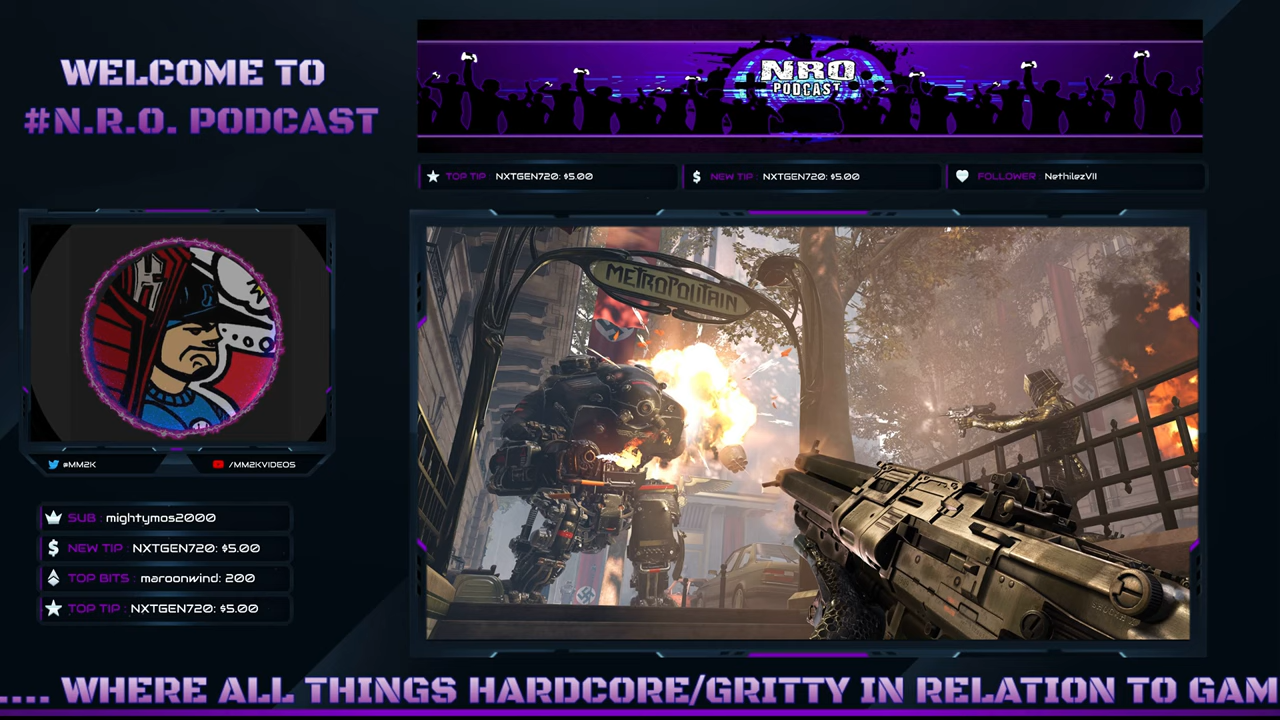 WELCOME TO
#N.R.O. PODCAST
NRO
PODCAST
TOP TIP : NXTGEN720: $5.00
$ NEW TIP : NXTGEN720: $5.00
FOLLOWER : NethilezVII
METROPOLITAIN
@MM2K
/MM2KVIDEOS
SUB : mightymos2000
$ NEW TIP : NXTGEN720: $5.00
TOP BITS : maroonwind: 200
TOP TIP : NXTGEN720: $5.00
.... WHERE ALL THINGS HARDCORE/GRITTY IN RELATION TO GAM